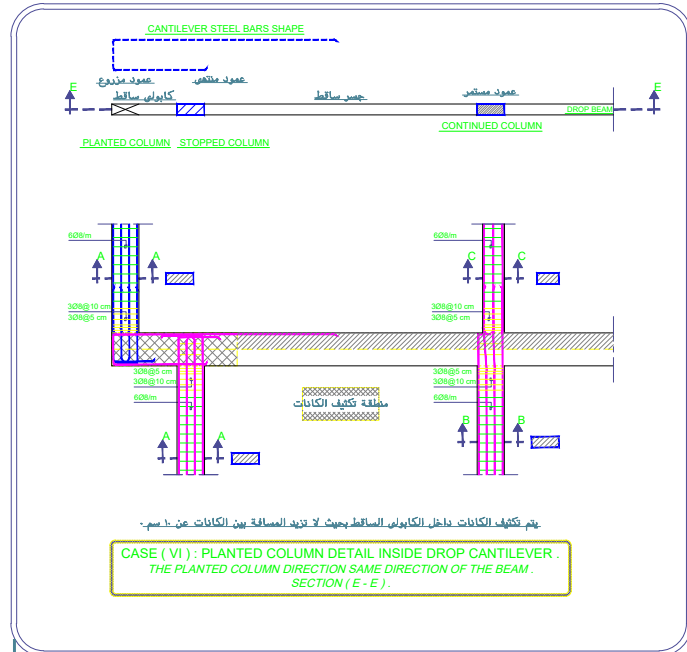 CANTILEVER STEEL BARS SHAPE
عمود مزروع
عمود منتهى
E
E
كابولى ساقط
جسر ساقط
عمود مستمر
DROP BEAM
CONTINUED COLUMN
PLANTED COLUMN
STOPPED COLUMN
6Ø8/m
6Ø8/m
A
A
C
C
3Ø8@10 cm
3Ø8@5 cm
3Ø8@10 cm
3Ø8@5 cm
3Ø8@5 cm
3Ø8@10 cm
3Ø8@5 cm
3Ø8@10 cm
6Ø8/m
6Ø8/m
منطقة تكثيف الكانات
A
A
B
B
يتم تكثيف الكانات داخل الكابولى الساقط بحيث لا تزيد المسافة بين الكانات عن ١٠ سم .
CASE ( VI ) : PLANTED COLUMN DETAIL INSIDE DROP CANTILEVER .
THE PLANTED COLUMN DIRECTION SAME DIRECTION OF THE BEAM .
SECTION ( E - E ) .